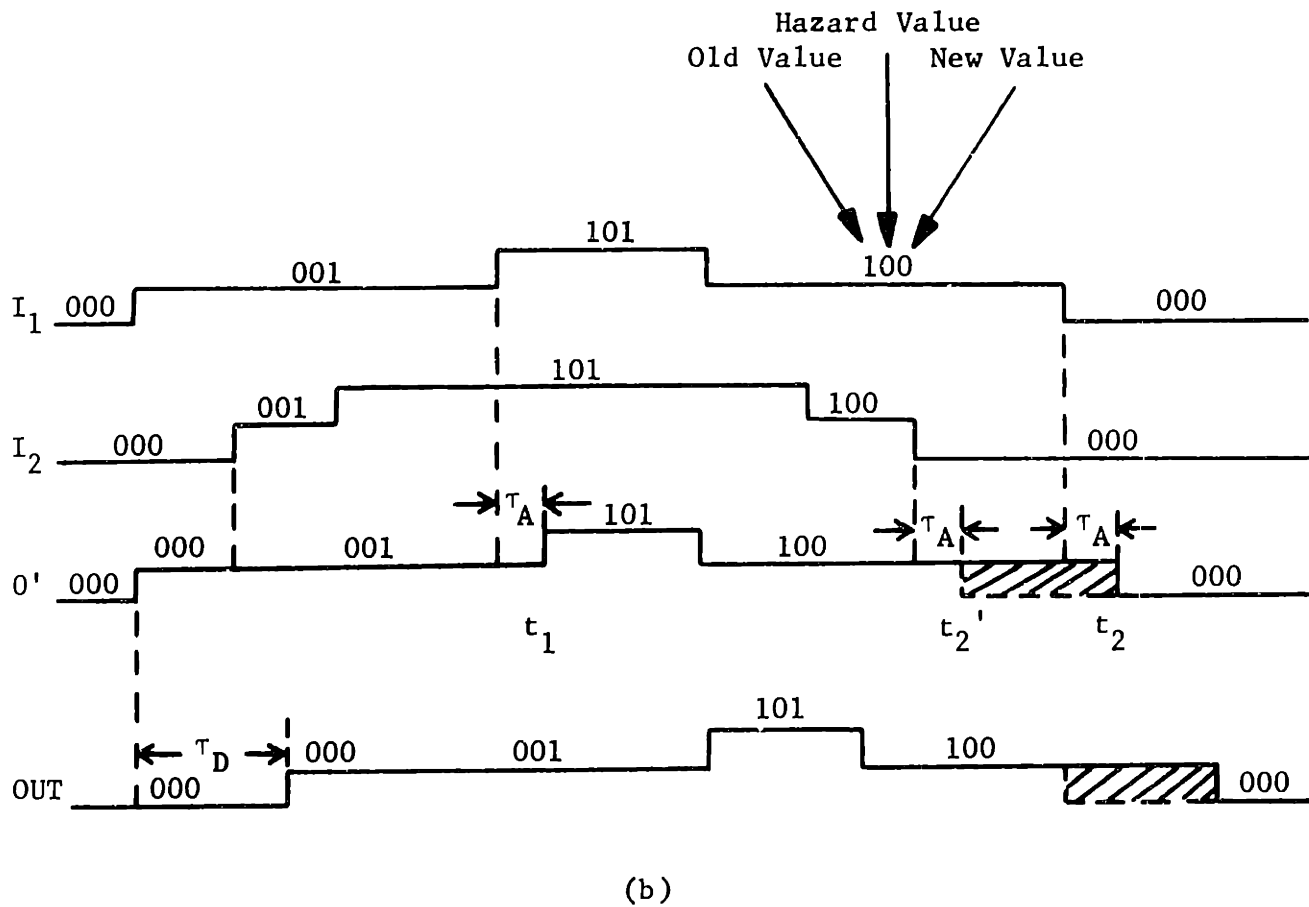 Hazard Value
Old Value New Value
101
001 100
I1 000 000
101
001 100
I2 000 000
τA 101 τA τA
000 001 100
O' 000 000
t1 t2' t2
101
τD 000 001 100
OUT 000 000
(b)